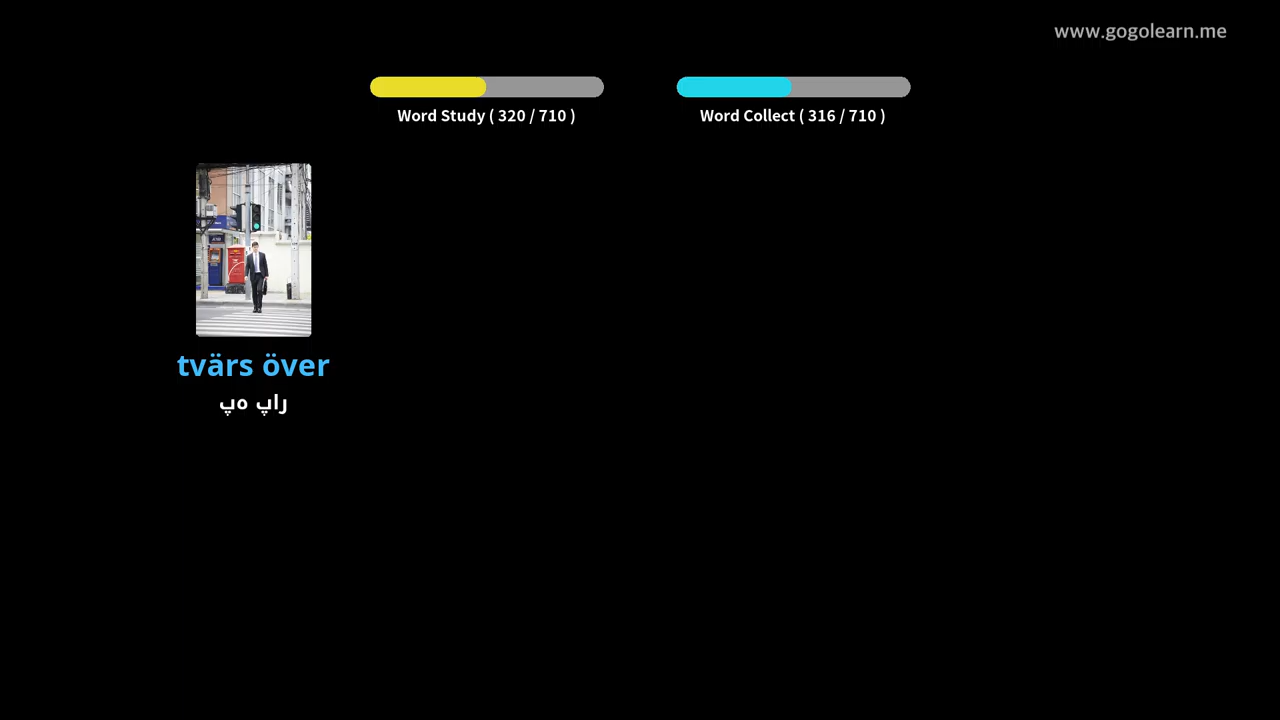 www.gogolearn.me
Word Study ( 320 / 710 )
Word Collect ( 316 / 710 )
tvärs över
راپ ەپ